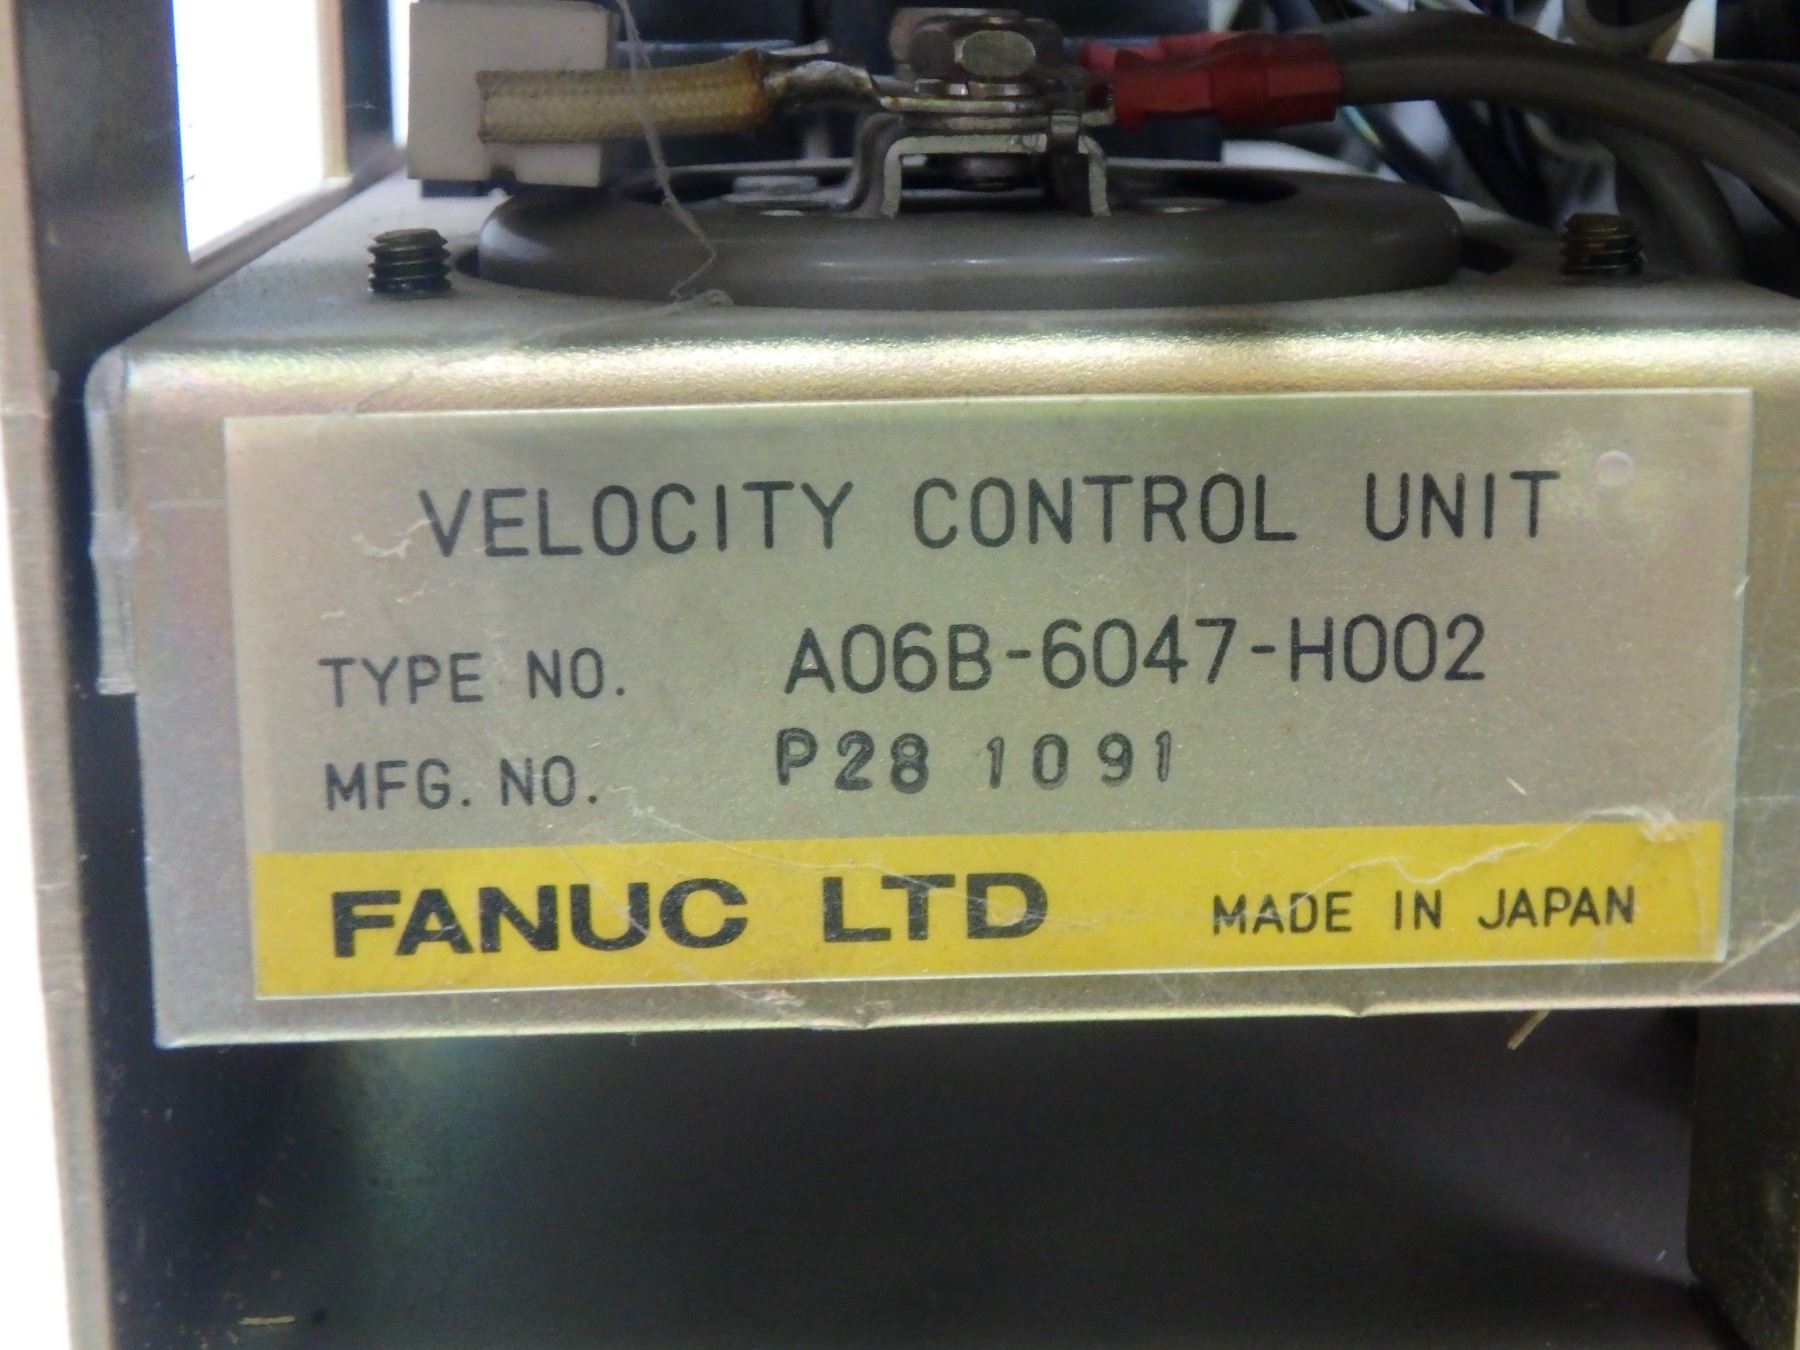 VELOCITY CONTROL UNIT
TYPE NO. A06B-6047-H002
MFG. NO. P28 1091
FANUC LTD MADE IN JAPAN